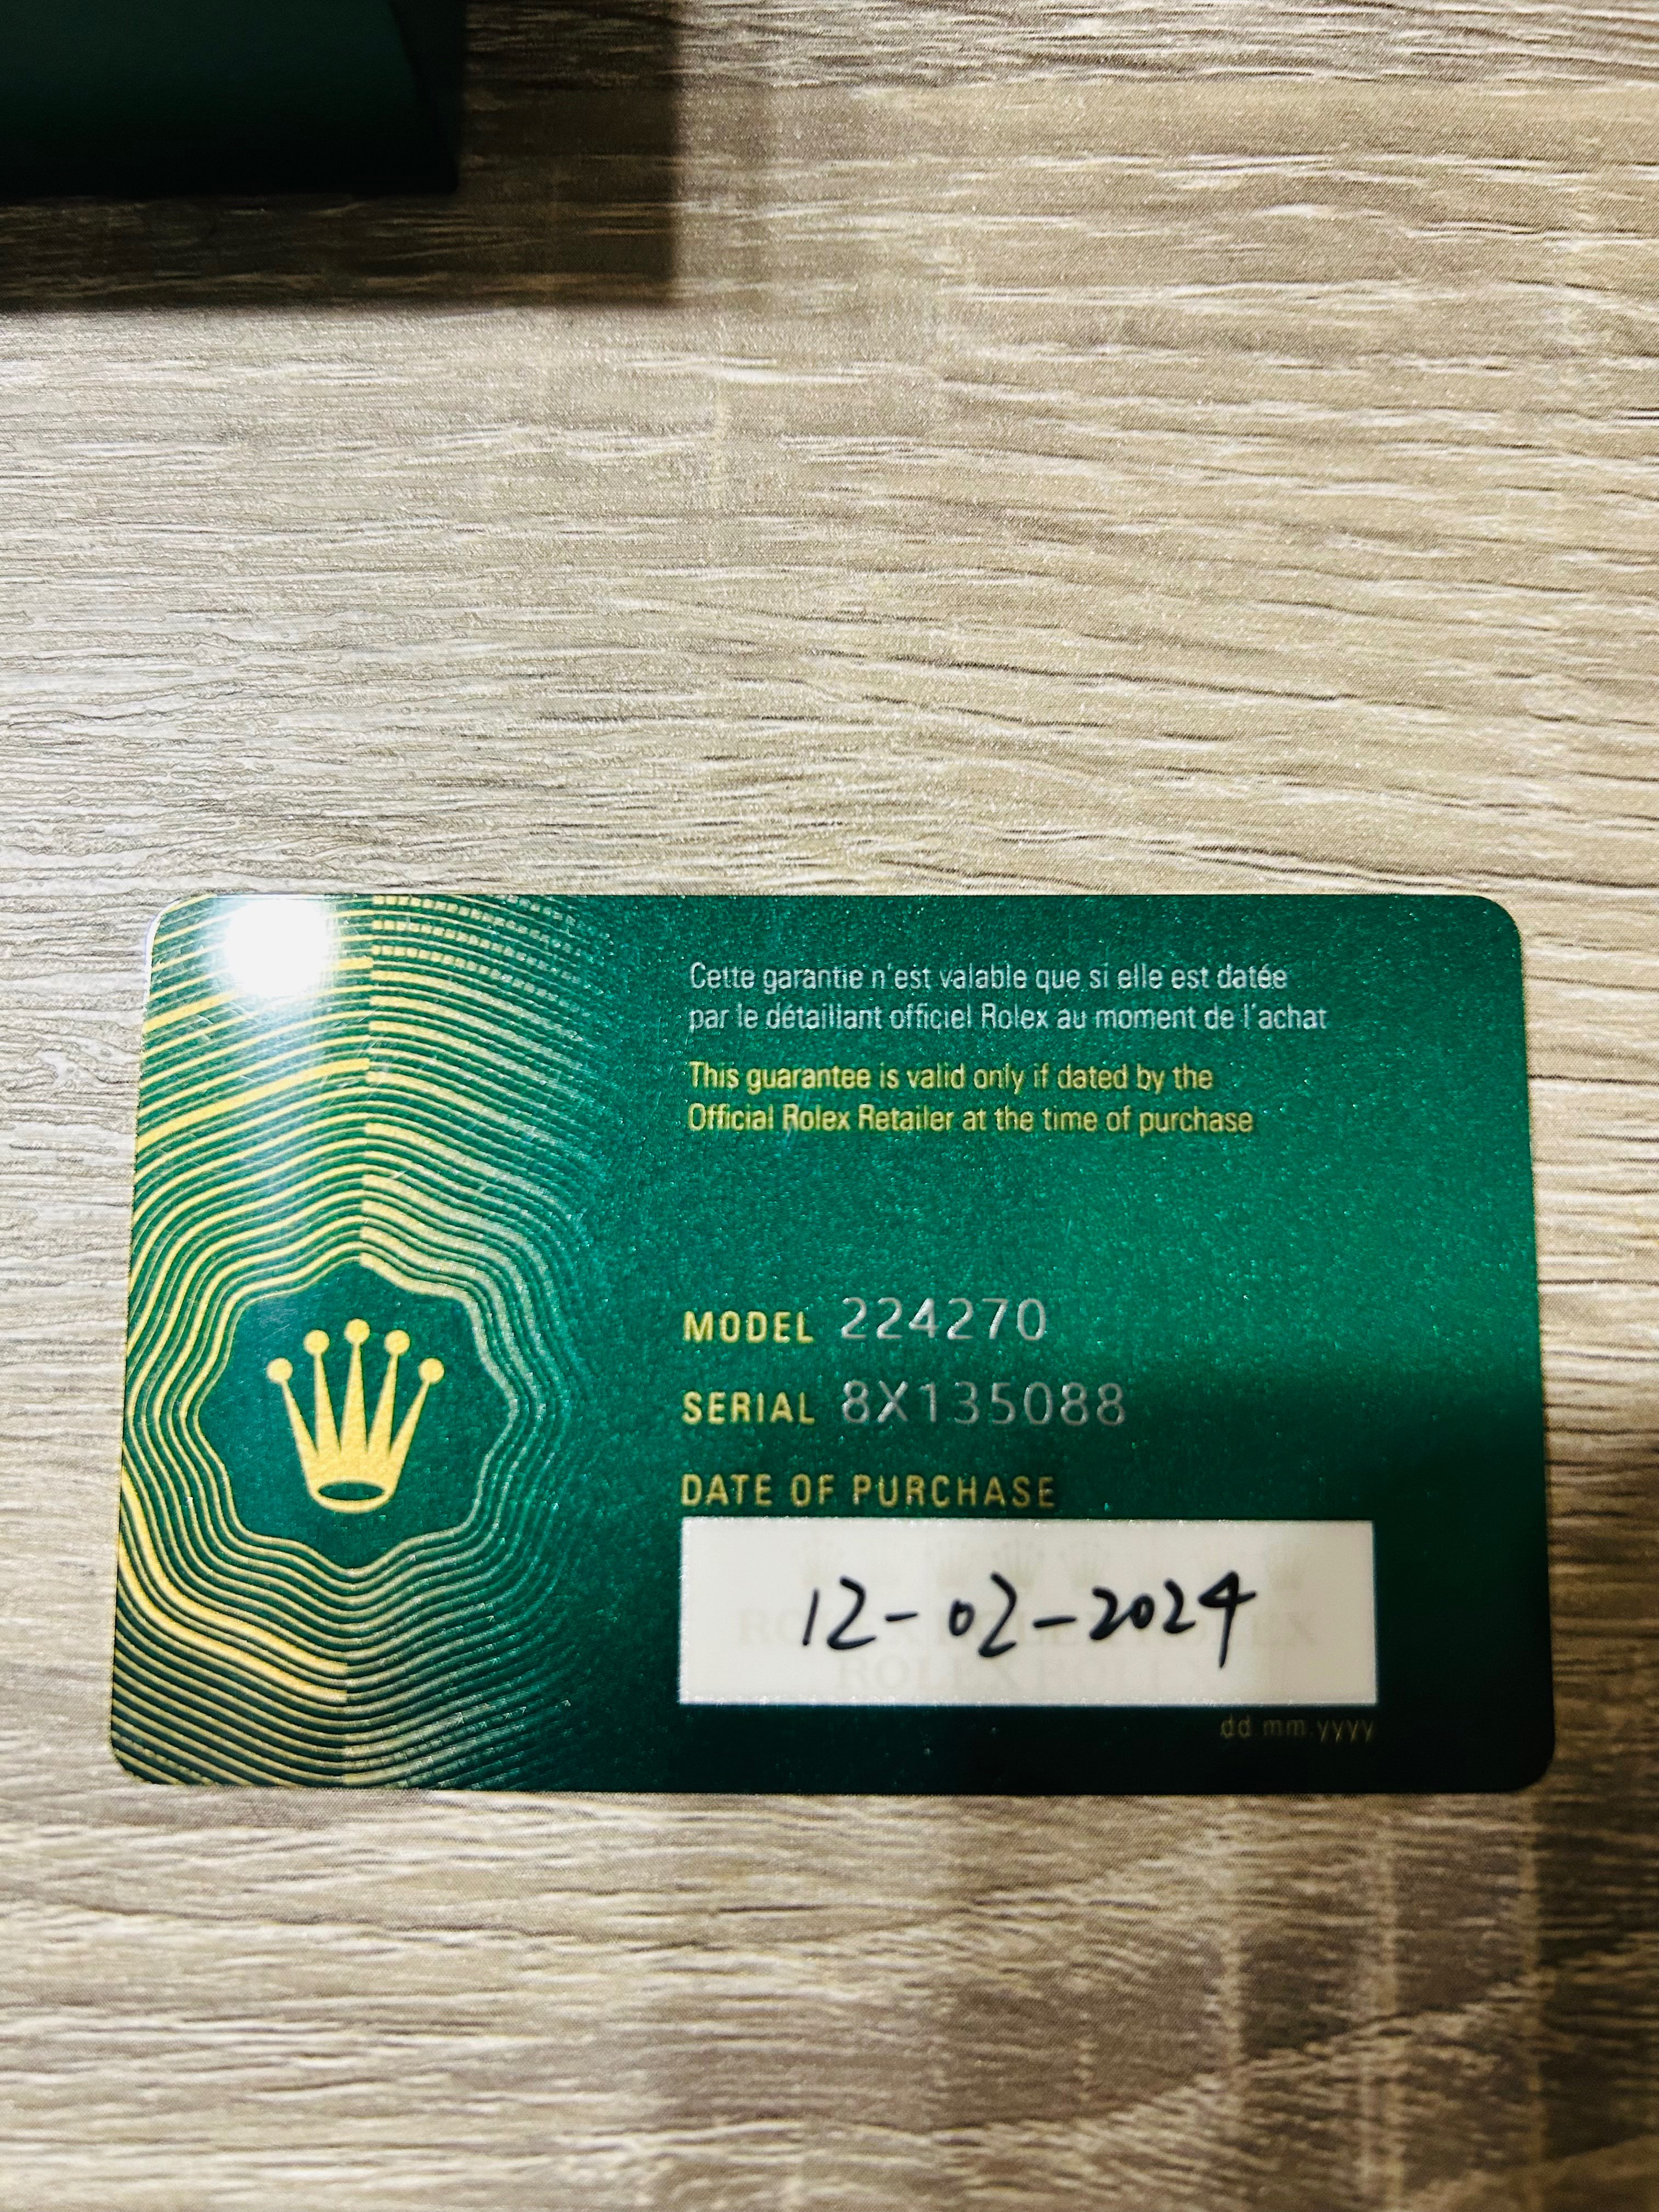 Cette garantie n'est valable que si elle est datée
par le détaillant officiel Rolex au moment de l'achat
This guarantee is valid only if dated by the
Official Rolex Retailer at the time of purchase
MODEL 224270
SERIAL 8X135088
DATE OF PURCHASE
12-02-2024
dd.mm.yyyy